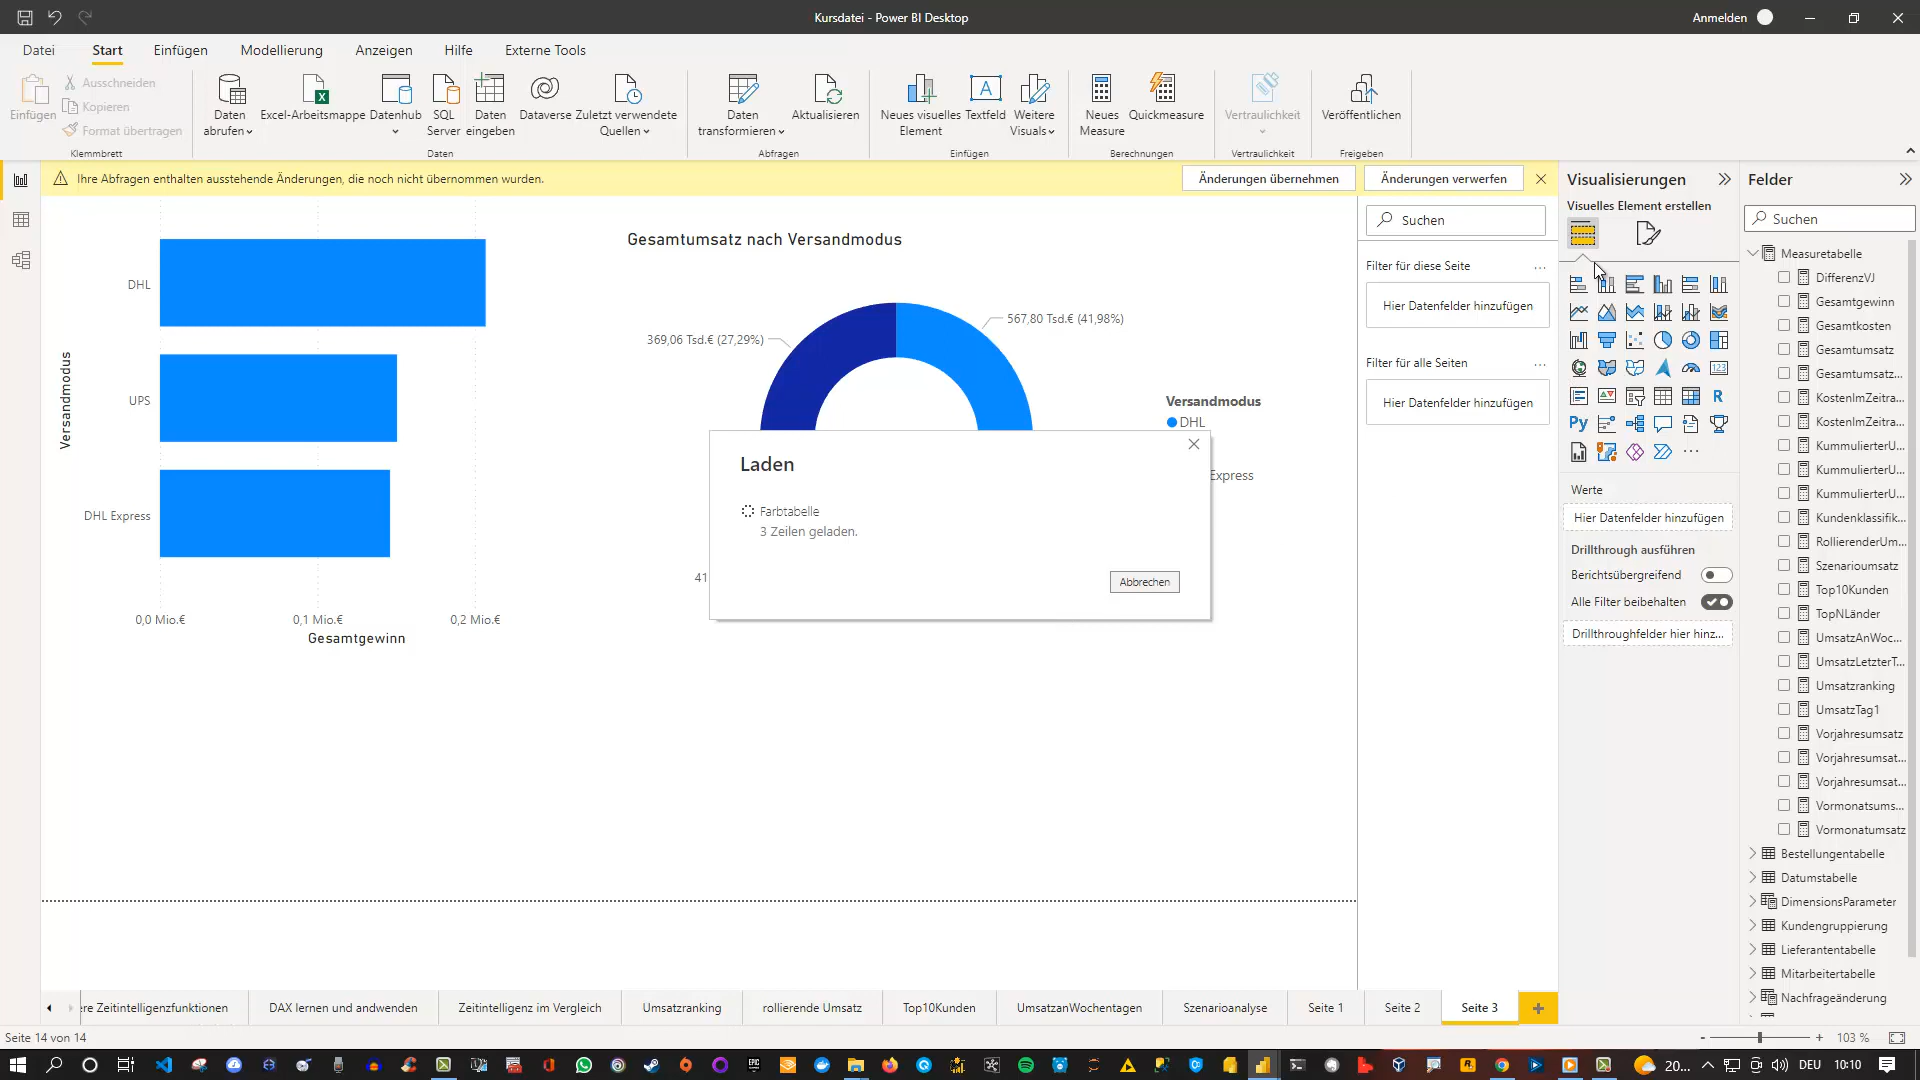 Kursdatei - Power BI Desktop
Anmelden
Datei
Start
Einfügen
Modellierung
Anzeigen
Hilfe
Externe Tools
Einfügen
Ausschneiden
Kopieren
Format übertragen
Klemmbrett
Daten abrufen
Excel-Arbeitsmappe
Datenhub
SQL Server
Daten eingeben
Dataverse
Zuletzt verwendete Quellen
Daten
Daten transformieren
Aktualisieren
Abfragen
Neues visuelles Element
Textfeld
Weitere Visuals
Einfügen
Neues Measure
Quickmeasure
Berechnungen
Vertraulichkeit
Vertraulichkeit
Veröffentlichen
Freigeben
Ihre Abfragen enthalten ausstehende Änderungen, die noch nicht übernommen wurden.
Änderungen übernehmen
Änderungen verwerfen
Versandmodus
DHL
UPS
DHL Express
0,0 Mio.€
0,1 Mio.€
0,2 Mio.€
Gesamtgewinn
Gesamtumsatz nach Versandmodus
369,06 Tsd.€ (27,29%)
567,80 Tsd.€ (41,98%)
41
Versandmodus
DHL
Express
Laden
Farbtabelle
3 Zeilen geladen.
Abbrechen
Suchen
Filter für diese Seite
...
Hier Datenfelder hinzufügen
Filter für alle Seiten
...
Hier Datenfelder hinzufügen
Visualisierungen
Visuelles Element erstellen
R
Py
123
...
Werte
Hier Datenfelder hinzufügen
Drillthrough ausführen
Berichtsübergreifend
Alle Filter beibehalten
Drillthroughfelder hier hinz...
Felder
Suchen
Measuretabelle
DifferenzVJ
Gesamtgewinn
Gesamtkosten
Gesamtumsatz
Gesamtumsatz...
KostenImZeitra...
KostenImZeitra...
KummulierterU...
KummulierterU...
KummulierterU...
Kundenklassifik...
RollierenderUm...
Szenarioumsatz
Top10Kunden
TopNLänder
UmsatzAnWoc...
UmsatzLetzterT...
Umsatzranking
UmsatzTag1
Vorjahresumsatz
Vorjahresumsat...
Vorjahresumsat...
Vormonatsums...
Vormonatumsatz
Bestellungentabelle
Datumstabelle
DimensionsParameter
Kundengruppierung
Lieferantentabelle
Mitarbeitertabelle
Nachfrageänderung
ere Zeitintelligenzfunktionen
DAX lernen und andwenden
Zeitintelligenz im Vergleich
Umsatzranking
rollierende Umsatz
Top10Kunden
UmsatzanWochentagen
Szenarioanalyse
Seite 1
Seite 2
Seite 3
+
Seite 14 von 14
- + 103 %
20...
DEU
10:10